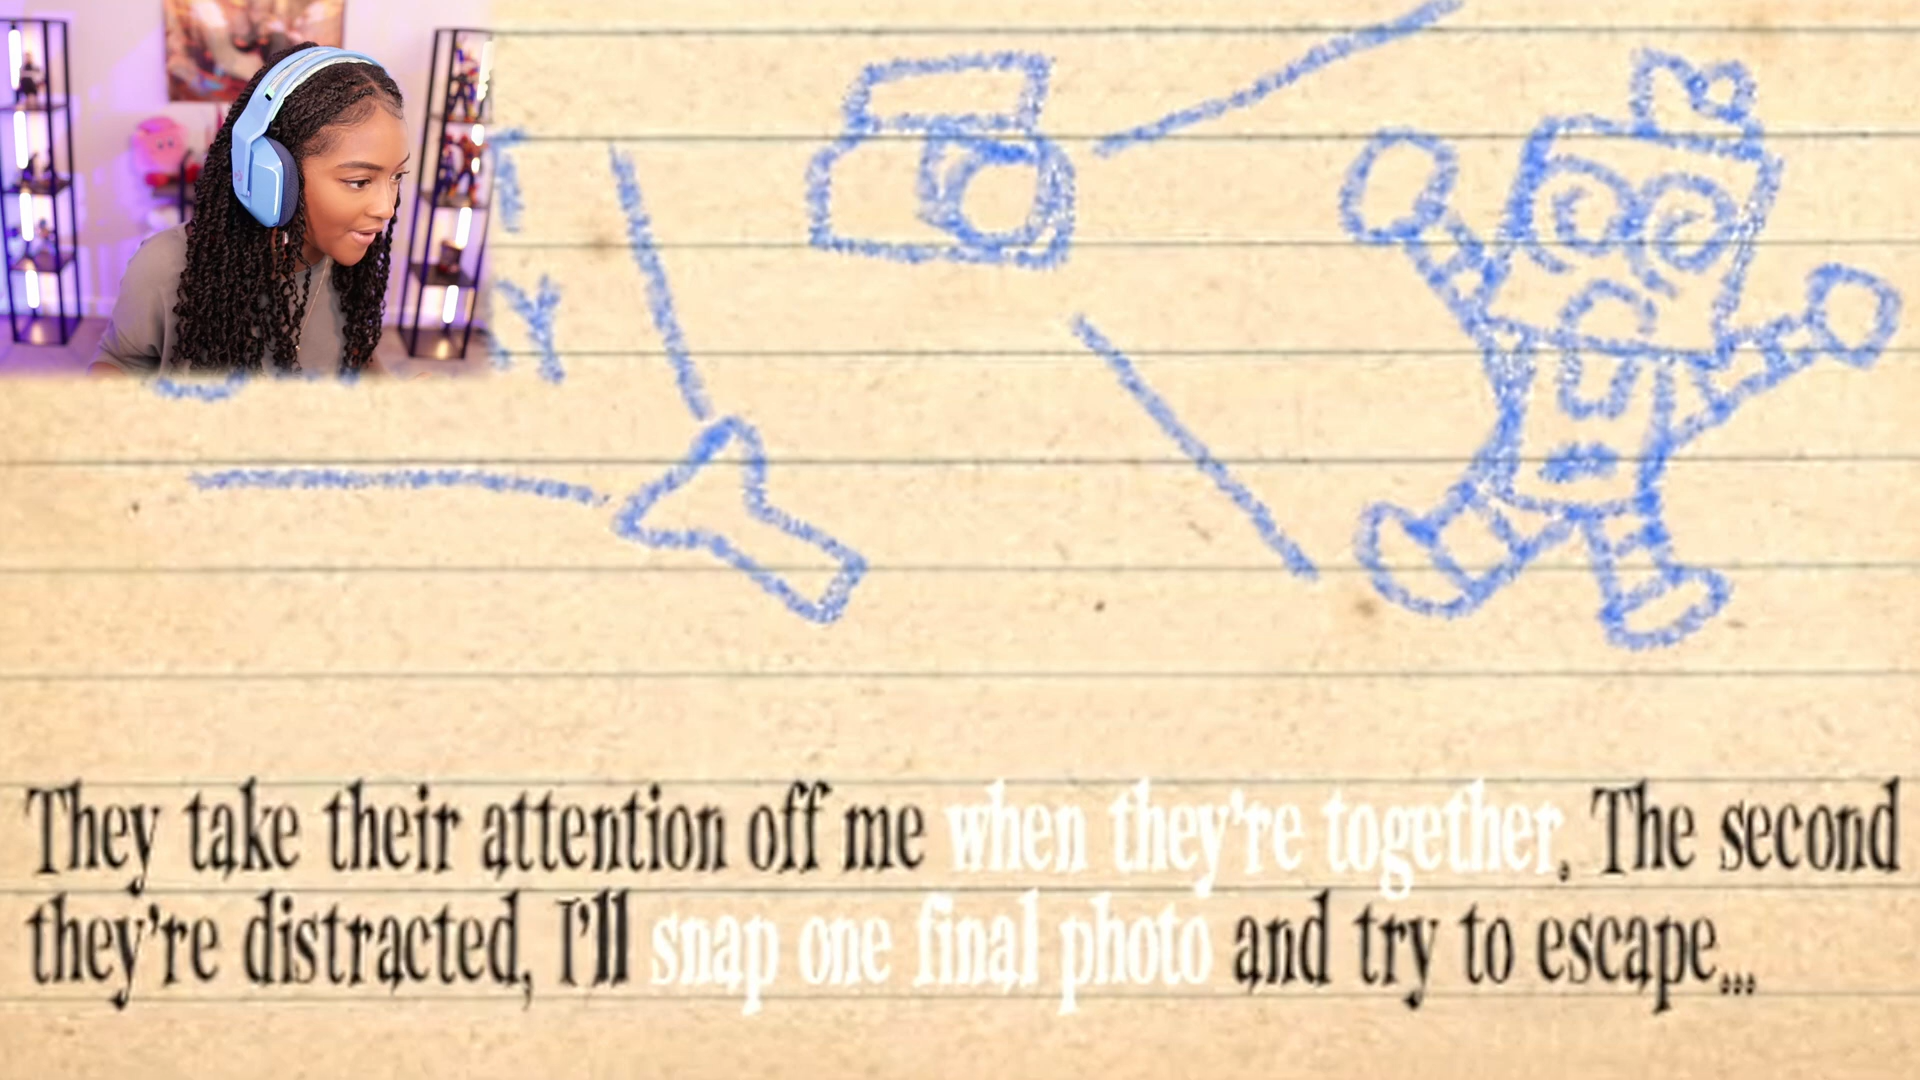 They take their attention off me when they're together. The second
they're distracted, I'll snap one final photo and try to escape...